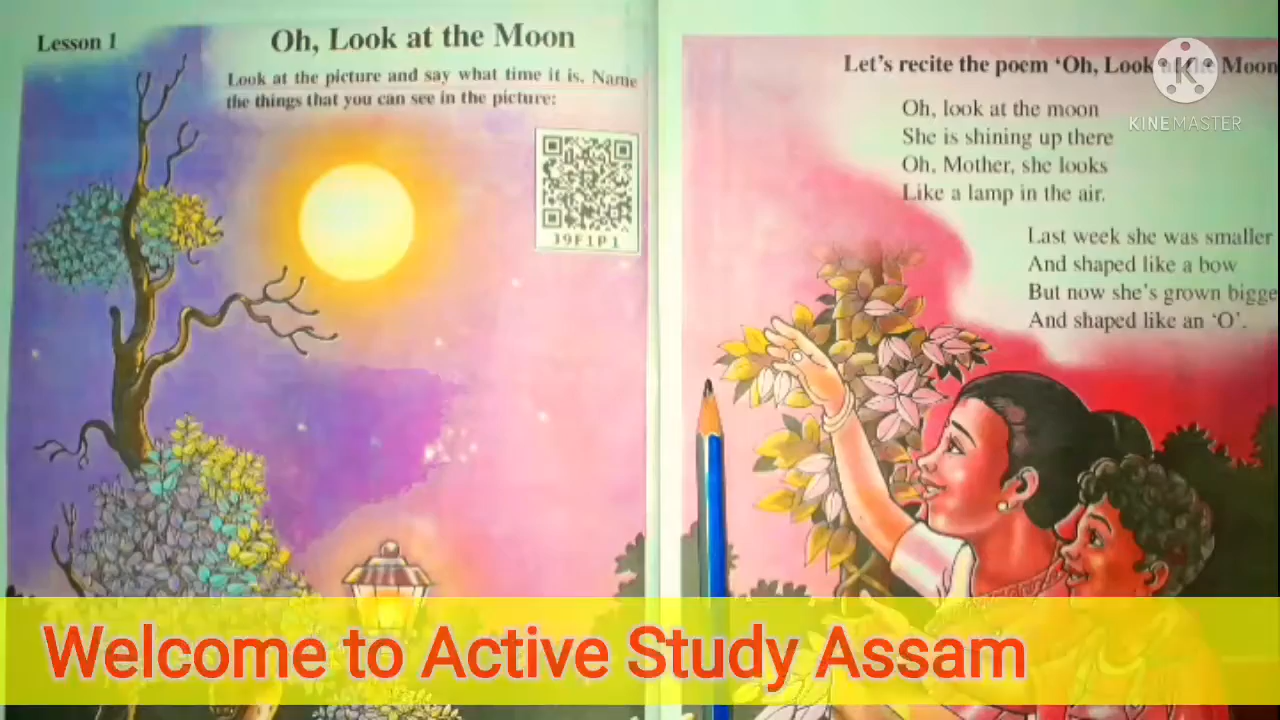 Lesson 1
Oh, Look at the Moon
Look at the picture and say what time it is. Name
the things that you can see in the picture:
J9F1P1
Let's recite the poem 'Oh, Look Moon
KINEMASTER
Oh, look at the moon
She is shining up there
Oh, Mother, she looks
Like a lamp in the air.
Last week she was smaller
And shaped like a bow
But now she's grown bigge
And shaped like an 'O'.
Welcome to Active Study Assam